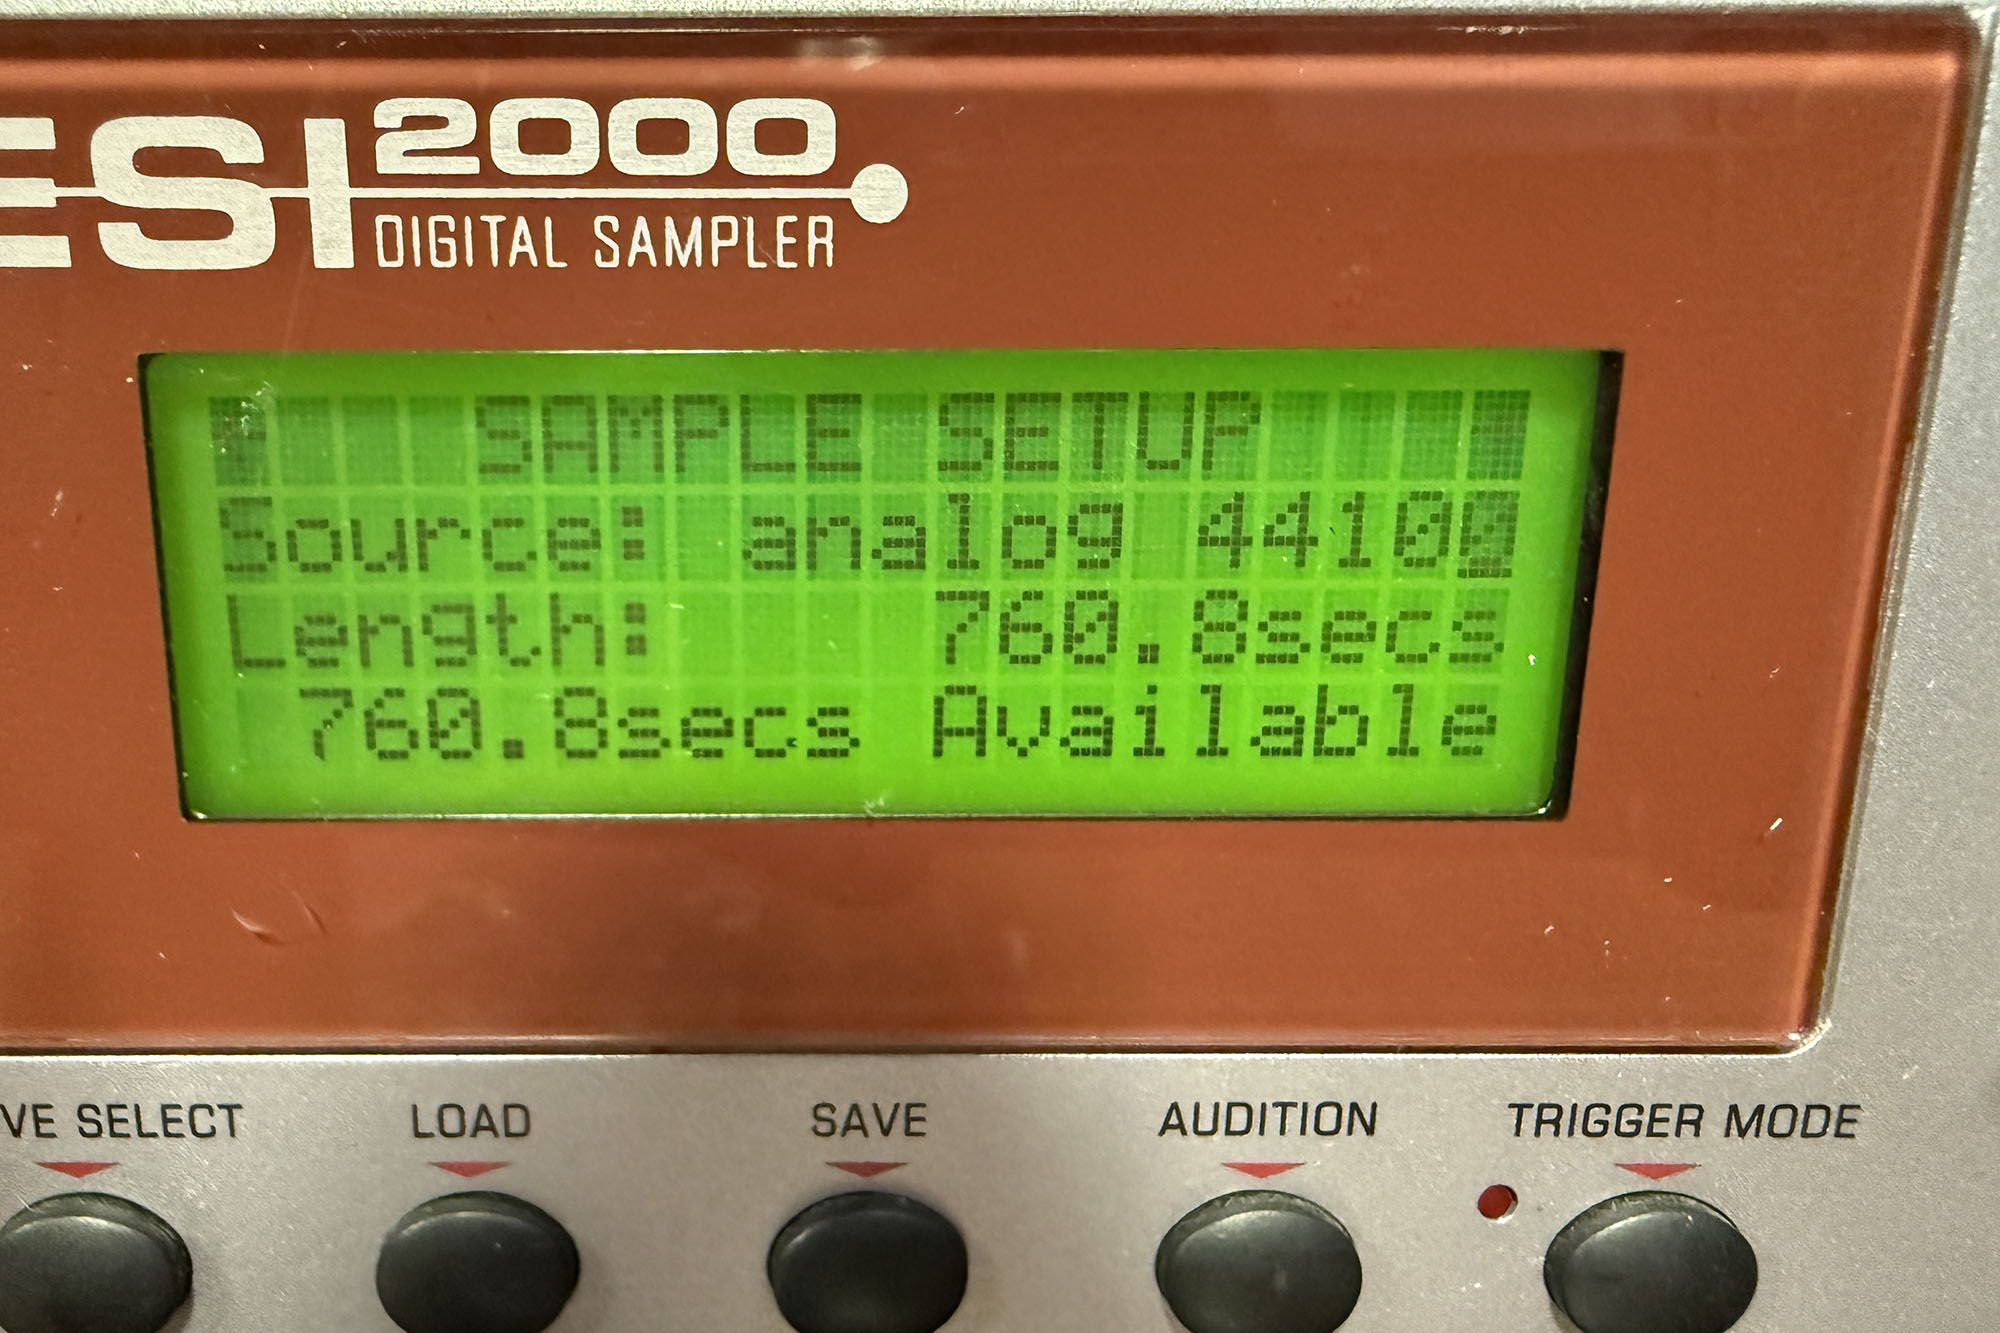 ESI 2000
DIGITAL SAMPLER
SAMPLE SETUP
Source: analog 44100
Length: 760.8secs
760.8secs Available
VE SELECT
LOAD
SAVE
AUDITION
TRIGGER MODE